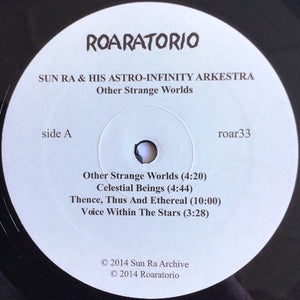 ROARATORIO
SUN RA & HIS ASTRO-INFINITY ARKESTRA
Other Strange Worlds
side A
roar33
Other Strange Worlds (4:20)
Celestial Beings (4:44)
Thence, Thus And Ethereal (10:00)
Voice Within The Stars (3:28)
© 2014 Sun Ra Archive
© 2014 Roaratorio